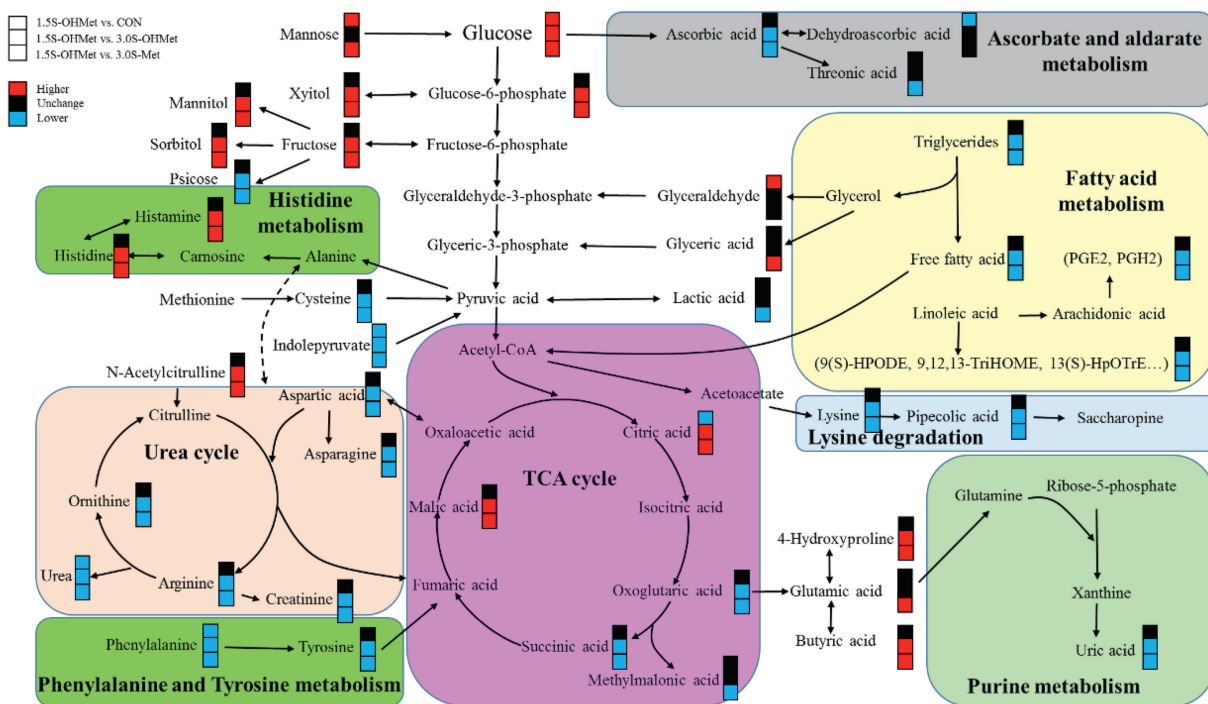 1.5S-OHMet vs. CON
1.5S-OHMet vs. 3.0S-OHMet
1.5S-OHMet vs. 3.0S-Met
Higher
Unchange
Lower
Mannose
Glucose
Ascorbic acid
Dehydroascorbic acid
Threonic acid
Ascorbate and aldarate
metabolism
Mannitol
Xyitol
Glucose-6-phosphate
Sorbitol
Fructose
Fructose-6-phosphate
Psicose
Triglycerides
Fatty acid
metabolism
Histidine
metabolism
Histamine
Glyceraldehyde-3-phosphate
Glyceraldehyde
Glycerol
Histidine
Carnosine
Alanine
Glyceric-3-phosphate
Glyceric acid
Free fatty acid
(PGE2, PGH2)
Methionine
Cysteine
Pyruvic acid
Lactic acid
Linoleic acid
Arachidonic acid
Indolepyruvate
Acetyl-CoA
(9(S)-HPODE, 9,12,13-TriHOME, 13(S)-HpOTrE…)
N-Acetylcitrulline
Aspartic acid
Acetoacetate
Citrulline
Oxaloacetic acid
Citric acid
Lysine
Pipecolic acid
Saccharopine
Lysine degradation
Urea cycle
Asparagine
TCA cycle
Ornithine
Malic acid
Isocitric acid
Glutamine
Ribose-5-phosphate
4-Hydroxyproline
Urea
Arginine
Creatinine
Fumaric acid
Oxoglutaric acid
Glutamic acid
Xanthine
Phenylalanine
Tyrosine
Succinic acid
Butyric acid
Uric acid
Methylmalonic acid
Phenylalanine and Tyrosine metabolism
Purine metabolism